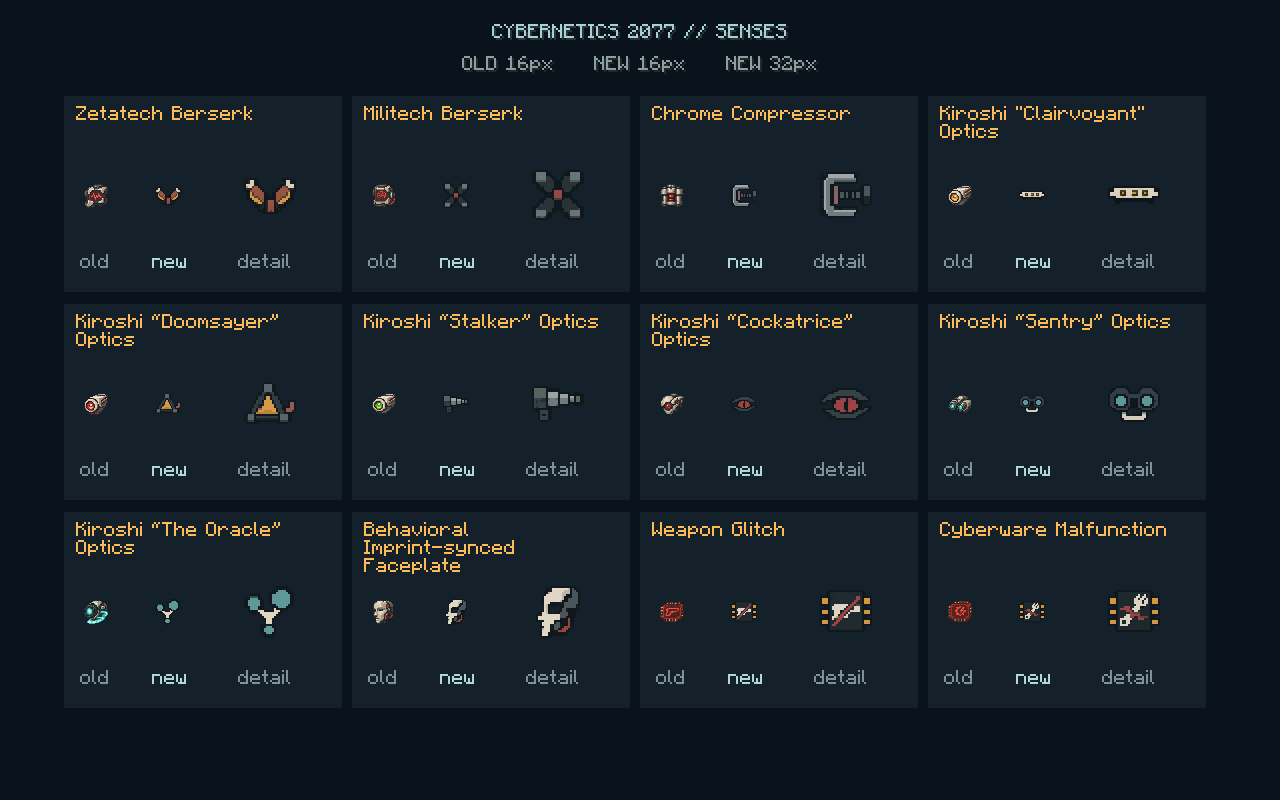 CYBERNETICS 2077 // SENSES
OLD 16px NEW 16px NEW 32px
Zetatech Berserk
old new detail
Militech Berserk
old new detail
Chrome Compressor
old new detail
Kiroshi "Clairvoyant"
Optics
old new detail
Kiroshi “Doomsayer”
Optics
old new detail
Kiroshi “Stalker” Optics
old new detail
Kiroshi “Cockatrice”
Optics
old new detail
Kiroshi “Sentry” Optics
old new detail
Kiroshi “The Oracle”
Optics
old new detail
Behavioral
Imprint-synced
Faceplate
old new detail
Weapon Glitch
old new detail
Cyberware Malfunction
old new detail